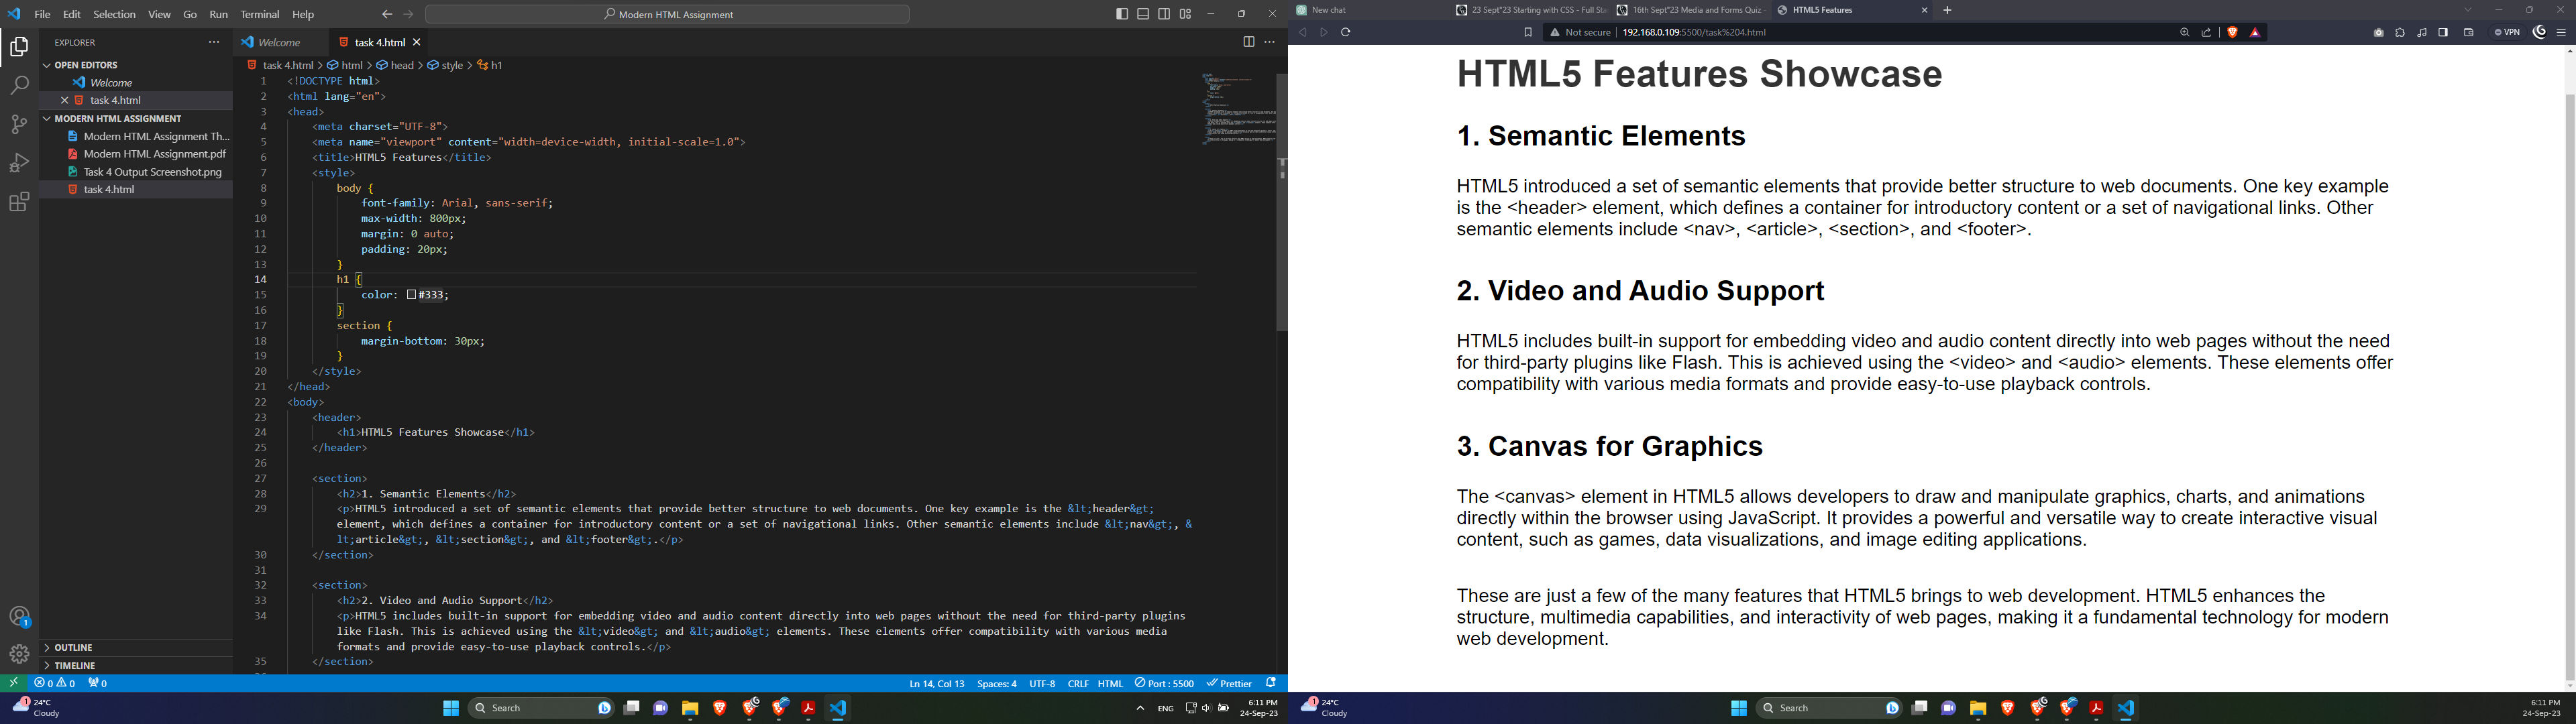 File Edit Selection View Go Run Terminal Help
Modern HTML Assignment
EXPLORER
OPEN EDITORS
Welcome
task 4.html
MODERN HTML ASSIGNMENT
Modern HTML Assignment Th...
Modern HTML Assignment.pdf
Task 4 Output Screenshot.png
task 4.html
OUTLINE
TIMELINE
Welcome task 4.html
task 4.html > html > head > style > h1
1 <!DOCTYPE html>
2 <html lang="en">
3 <head>
4 <meta charset="UTF-8">
5 <meta name="viewport" content="width=device-width, initial-scale=1.0">
6 <title>HTML5 Features</title>
7 <style>
8 body {
9 font-family: Arial, sans-serif;
10 max-width: 800px;
11 margin: 0 auto;
12 padding: 20px;
13 }
14 h1 {
15 color: #333;
16 }
17 section {
18 margin-bottom: 30px;
19 }
20 </style>
21 </head>
22 <body>
23 <header>
24 <h1>HTML5 Features Showcase</h1>
25 </header>
26
27 <section>
28 <h2>1. Semantic Elements</h2>
29 <p>HTML5 introduced a set of semantic elements that provide better structure to web documents. One key example is the &lt;header&gt;
element, which defines a container for introductory content or a set of navigational links. Other semantic elements include &lt;nav&gt;, &
lt;article&gt;, &lt;section&gt;, and &lt;footer&gt;.</p>
30 </section>
31
32 <section>
33 <h2>2. Video and Audio Support</h2>
34 <p>HTML5 includes built-in support for embedding video and audio content directly into web pages without the need for third-party plugins
like Flash. This is achieved using the &lt;video&gt; and &lt;audio&gt; elements. These elements offer compatibility with various media
formats and provide easy-to-use playback controls.</p>
35 </section>
0 0 0 Ln 14, Col 13 Spaces: 4 UTF-8 CRLF HTML Port : 5500 Prettier
1
24°C
Cloudy
Search
ENG
6:11 PM
24-Sep-23
New chat
23 Sept"23 Starting with CSS - Full Sta
16th Sept"23 Media and Forms Quiz
HTML5 Features
Not secure 192.168.0.109:5500/task%204.html
VPN
HTML5 Features Showcase
1. Semantic Elements
HTML5 introduced a set of semantic elements that provide better structure to web documents. One key example
is the <header> element, which defines a container for introductory content or a set of navigational links. Other
semantic elements include <nav>, <article>, <section>, and <footer>.
2. Video and Audio Support
HTML5 includes built-in support for embedding video and audio content directly into web pages without the need
for third-party plugins like Flash. This is achieved using the <video> and <audio> elements. These elements offer
compatibility with various media formats and provide easy-to-use playback controls.
3. Canvas for Graphics
The <canvas> element in HTML5 allows developers to draw and manipulate graphics, charts, and animations
directly within the browser using JavaScript. It provides a powerful and versatile way to create interactive visual
content, such as games, data visualizations, and image editing applications.
These are just a few of the many features that HTML5 brings to web development. HTML5 enhances the
structure, multimedia capabilities, and interactivity of web pages, making it a fundamental technology for modern
web development.
1
24°C
Cloudy
Search
6:11 PM
24-Sep-23